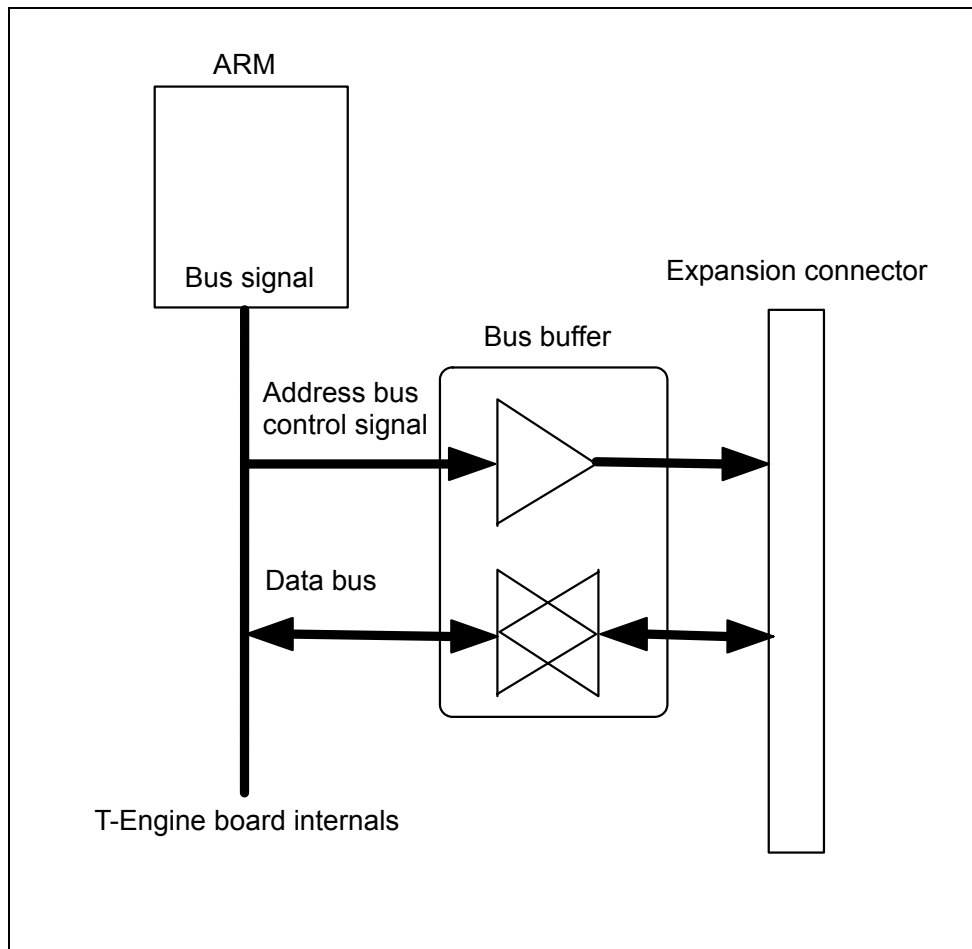 ARM
Bus signal
Expansion connector
Bus buffer
Address bus
control signal
Data bus
T-Engine board internals